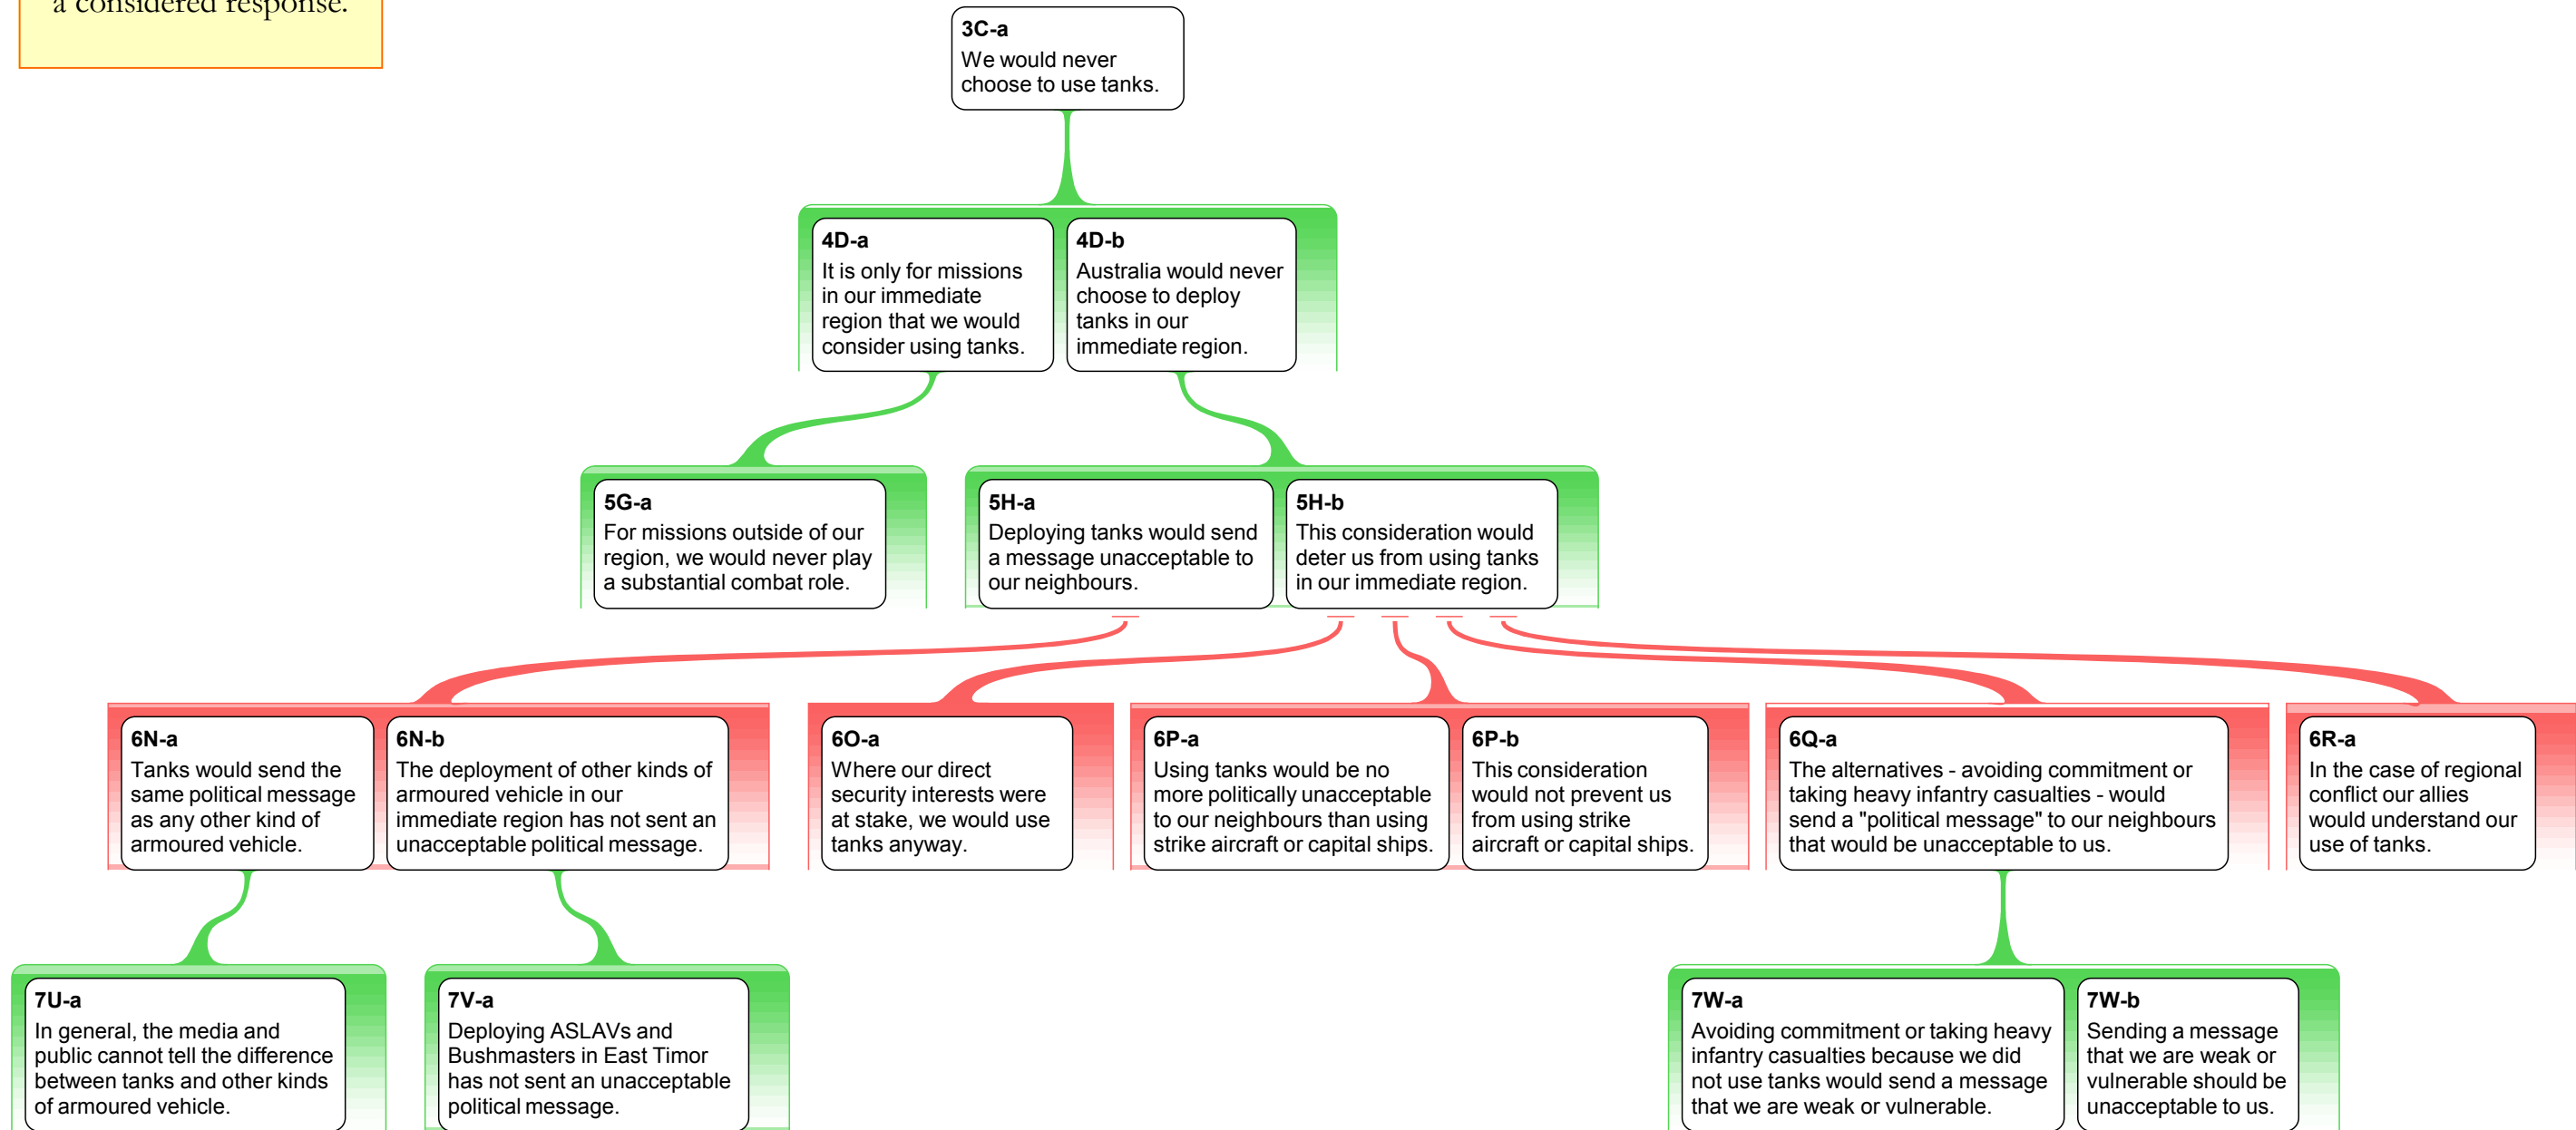 a considered response.
3C-a
We would never
choose to use tanks.
4D-a
It is only for missions
in our immediate
region that we would
consider using tanks.
4D-b
Australia would never
choose to deploy
tanks in our
immediate region.
5G-a
For missions outside of our
region, we would never play
a substantial combat role.
5H-a
Deploying tanks would send
a message unacceptable to
our neighbours.
5H-b
This consideration would
deter us from using tanks
in our immediate region.
6N-a
Tanks would send the
same political message
as any other kind of
armoured vehicle.
6N-b
The deployment of other kinds of
armoured vehicle in our
immediate region has not sent an
unacceptable political message.
6O-a
Where our direct
security interests were
at stake, we would use
tanks anyway.
6P-a
Using tanks would be no
more politically unacceptable
to our neighbours than using
strike aircraft or capital ships.
6P-b
This consideration
would not prevent us
from using strike
aircraft or capital ships.
6Q-a
The alternatives - avoiding commitment or
taking heavy infantry casualties - would
send a "political message" to our neighbours
that would be unacceptable to us.
6R-a
In the case of regional
conflict our allies
would understand our
use of tanks.
7U-a
In general, the media and
public cannot tell the difference
between tanks and other kinds
of armoured vehicle.
7V-a
Deploying ASLAVs and
Bushmasters in East Timor
has not sent an unacceptable
political message.
7W-a
Avoiding commitment or taking heavy
infantry casualties because we did
not use tanks would send a message
that we are weak or vulnerable.
7W-b
Sending a message
that we are weak or
vulnerable should be
unacceptable to us.